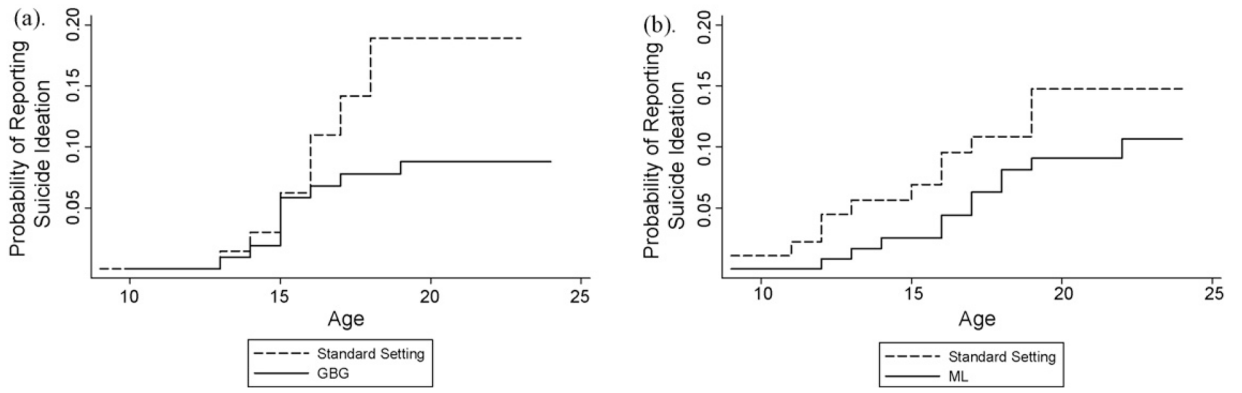 (a).
Probability of Reporting
Suicide Ideation
0.20
0.15
0.10
0.05
10
15
20
25
Age
Standard Setting
GBG
(b).
Probability of Reporting
Suicide Ideation
0.20
0.15
0.10
0.05
10
15
20
25
Age
Standard Setting
ML